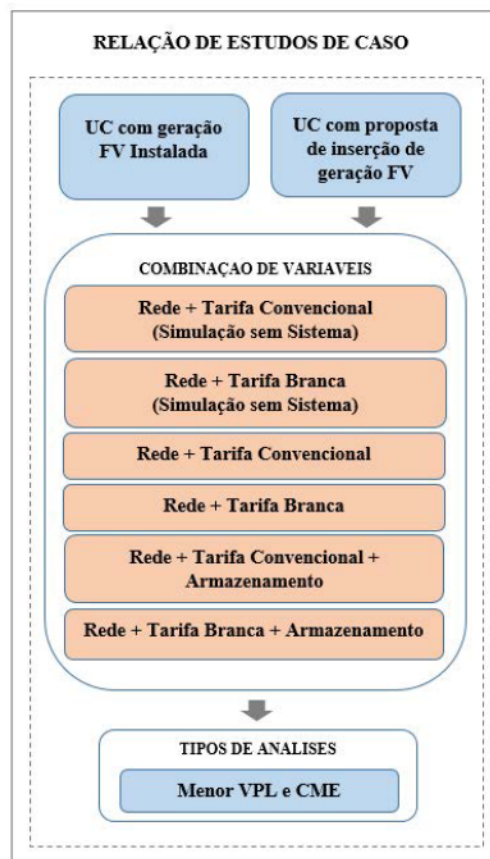 RELAÇÃO DE ESTUDOS DE CASO
UC com geração
FV Instalada
UC com proposta
de inserção de
geração FV
COMBINAÇAO DE VARIAVEIS
Rede + Tarifa Convencional
(Simulação sem Sistema)
Rede + Tarifa Branca
(Simulação sem Sistema)
Rede + Tarifa Convencional
Rede + Tarifa Branca
Rede + Tarifa Convencional +
Armazenamento
Rede + Tarifa Branca + Armazenamento
TIPOS DE ANALISES
Menor VPL e CME